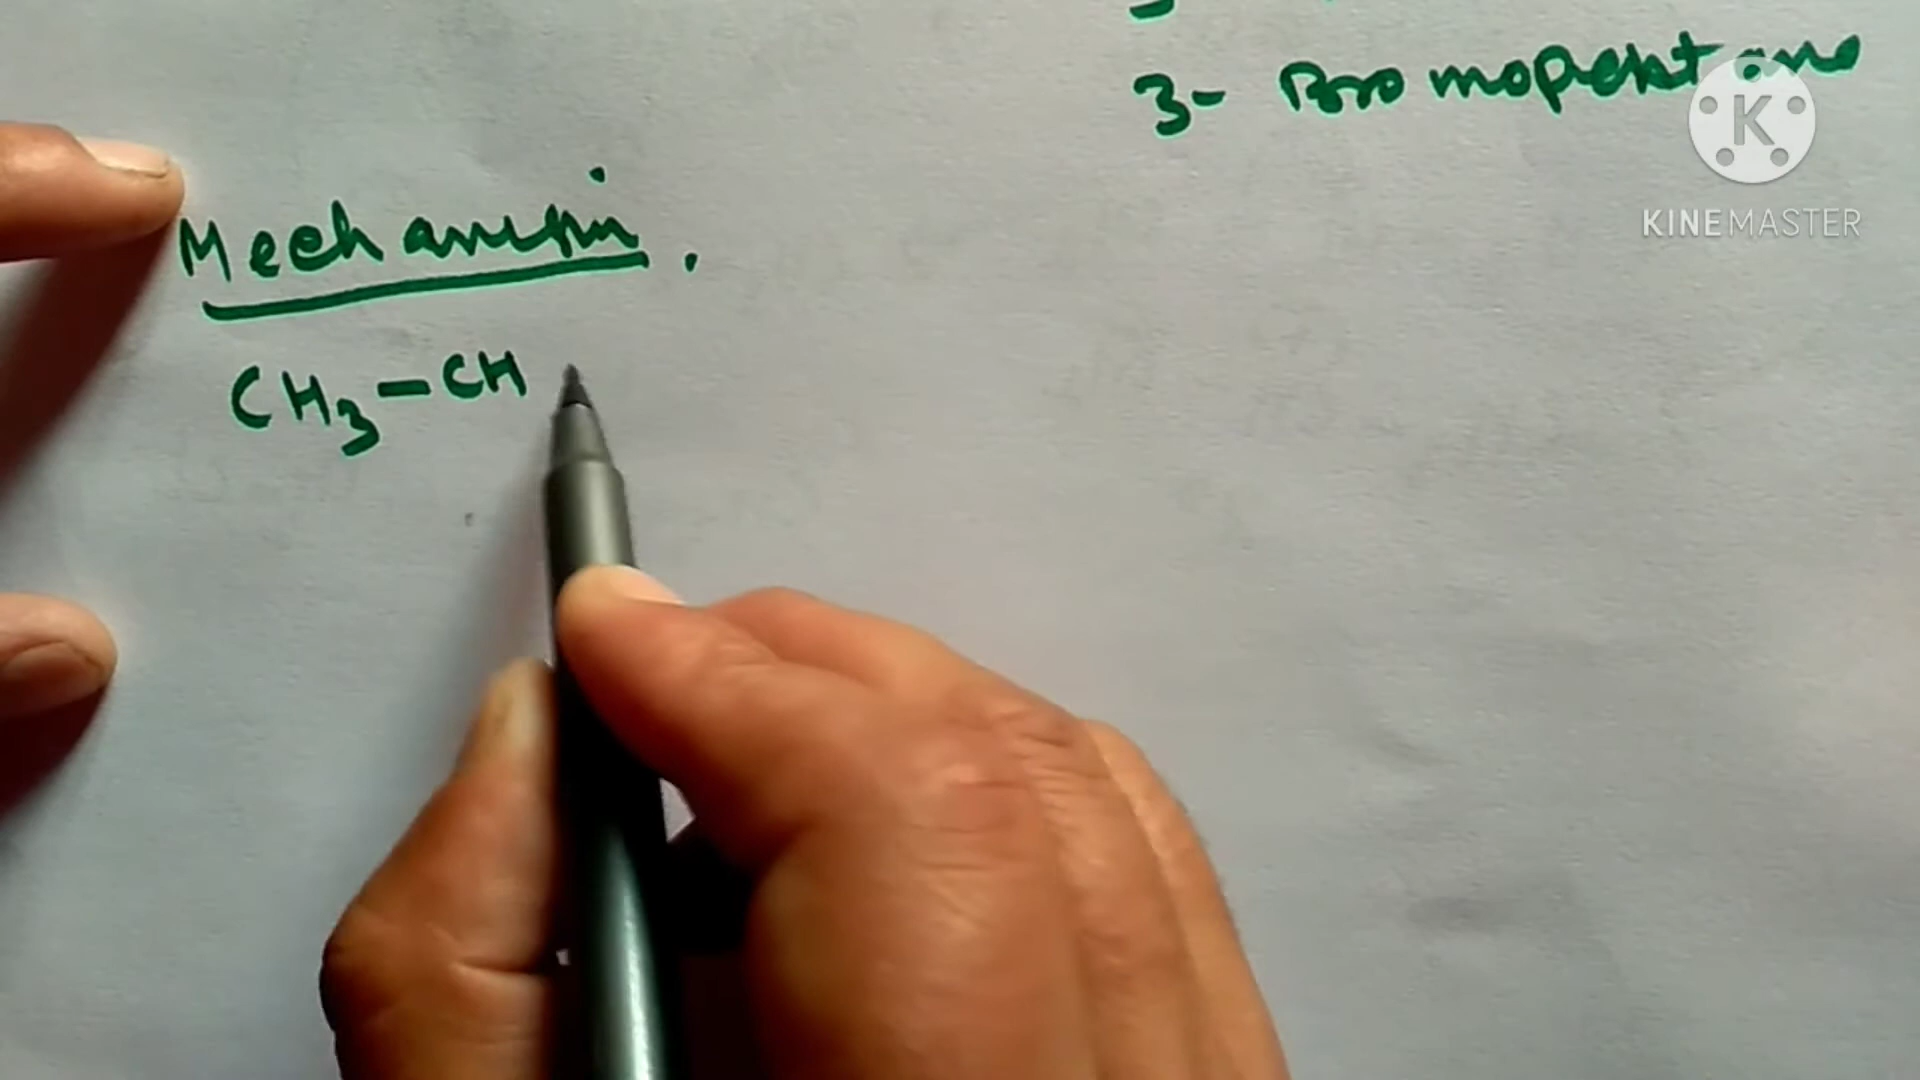 3- Bromopentane
K
KINEMASTER
Mechanism.
CH3-CH